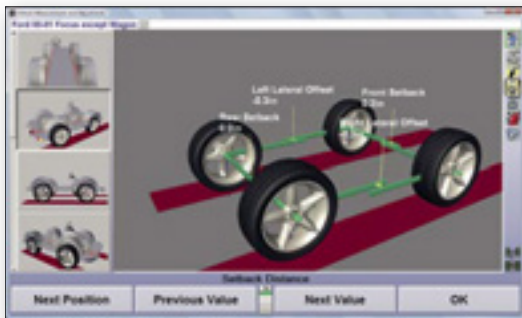 Ford 00-01 Focus except Wagon
Left Lateral Offset
Front Setback
Rear Setback
Right Lateral Offset
Setback Distance
Next Position
Previous Value
Next Value
OK